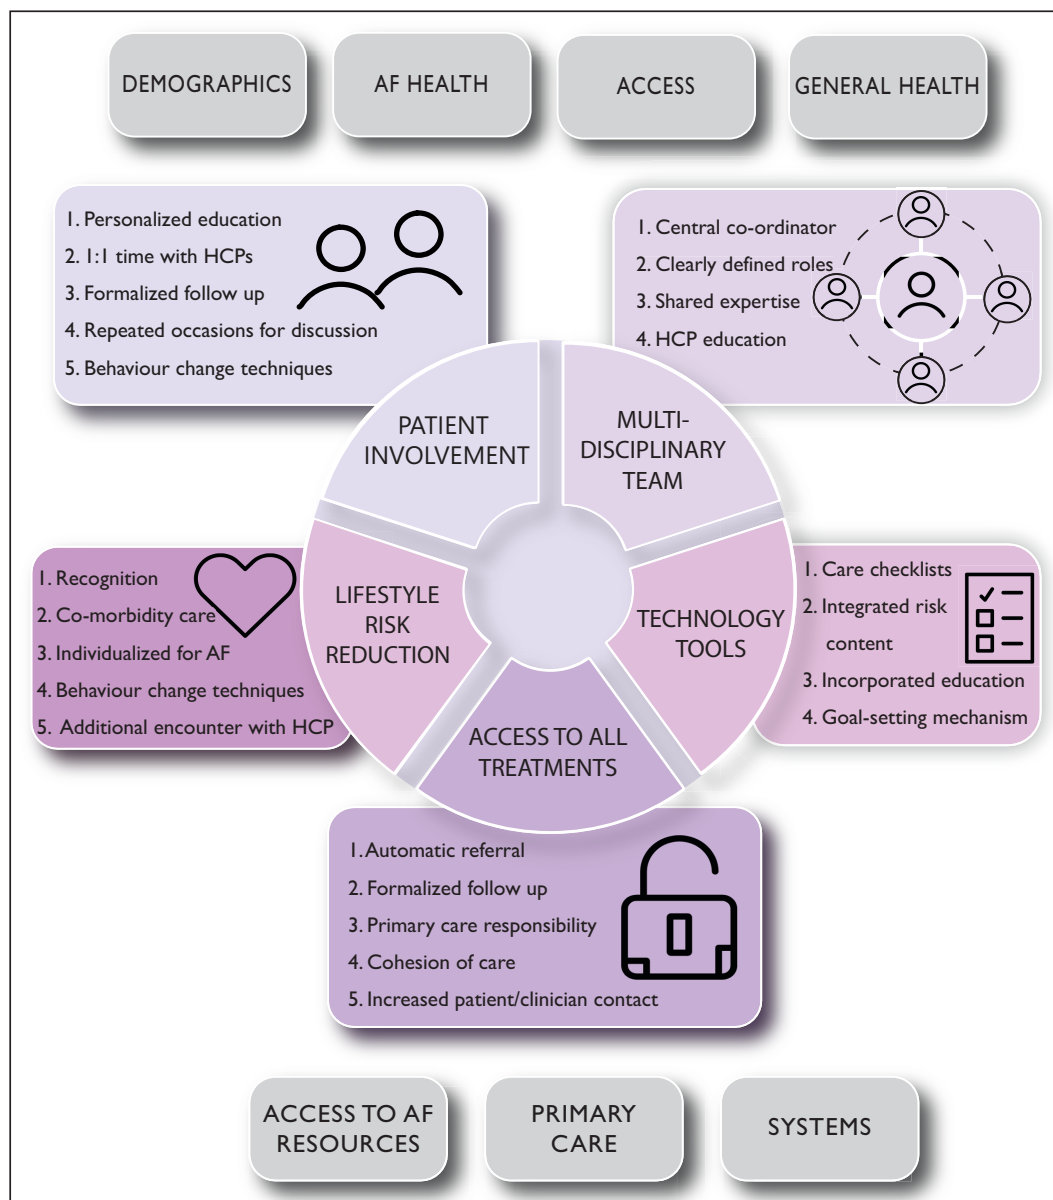 DEMOGRAPHICS
AF HEALTH
ACCESS
GENERAL HEALTH
1. Personalized education
2. 1:1 time with HCPs
3. Formalized follow up
4. Repeated occasions for discussion
5. Behaviour change techniques
1. Central co-ordinator
2. Clearly defined roles
3. Shared expertise
4. HCP education
PATIENT
INVOLVEMENT
MULTI-
DISCIPLINARY
TEAM
1. Recognition
2. Co-morbidity care
3. Individualized for AF
4. Behaviour change techniques
5. Additional encounter with HCP
LIFESTYLE
RISK
REDUCTION
TECHNOLOGY
TOOLS
1. Care checklists
2. Integrated risk
content
3. Incorporated education
4. Goal-setting mechanism
ACCESS TO ALL
TREATMENTS
1. Automatic referral
2. Formalized follow up
3. Primary care responsibility
4. Cohesion of care
5. Increased patient/clinician contact
ACCESS TO AF
RESOURCES
PRIMARY
CARE
SYSTEMS